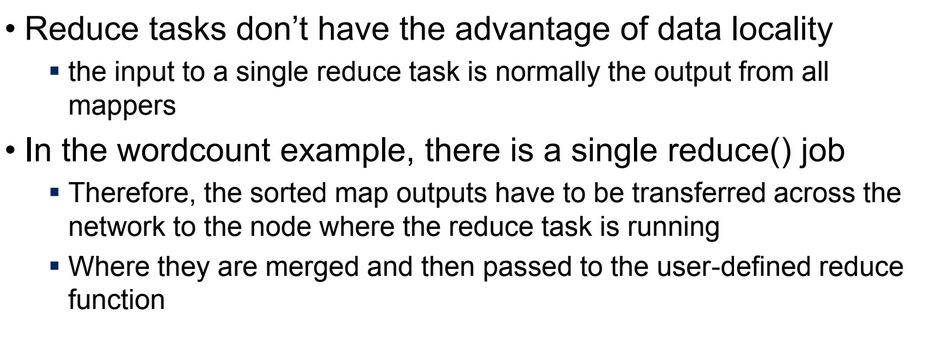 • Reduce tasks don’t have the advantage of data locality
▪ the input to a single reduce task is normally the output from all
mappers
• In the wordcount example, there is a single reduce() job
▪ Therefore, the sorted map outputs have to be transferred across the
network to the node where the reduce task is running
▪ Where they are merged and then passed to the user-defined reduce
function